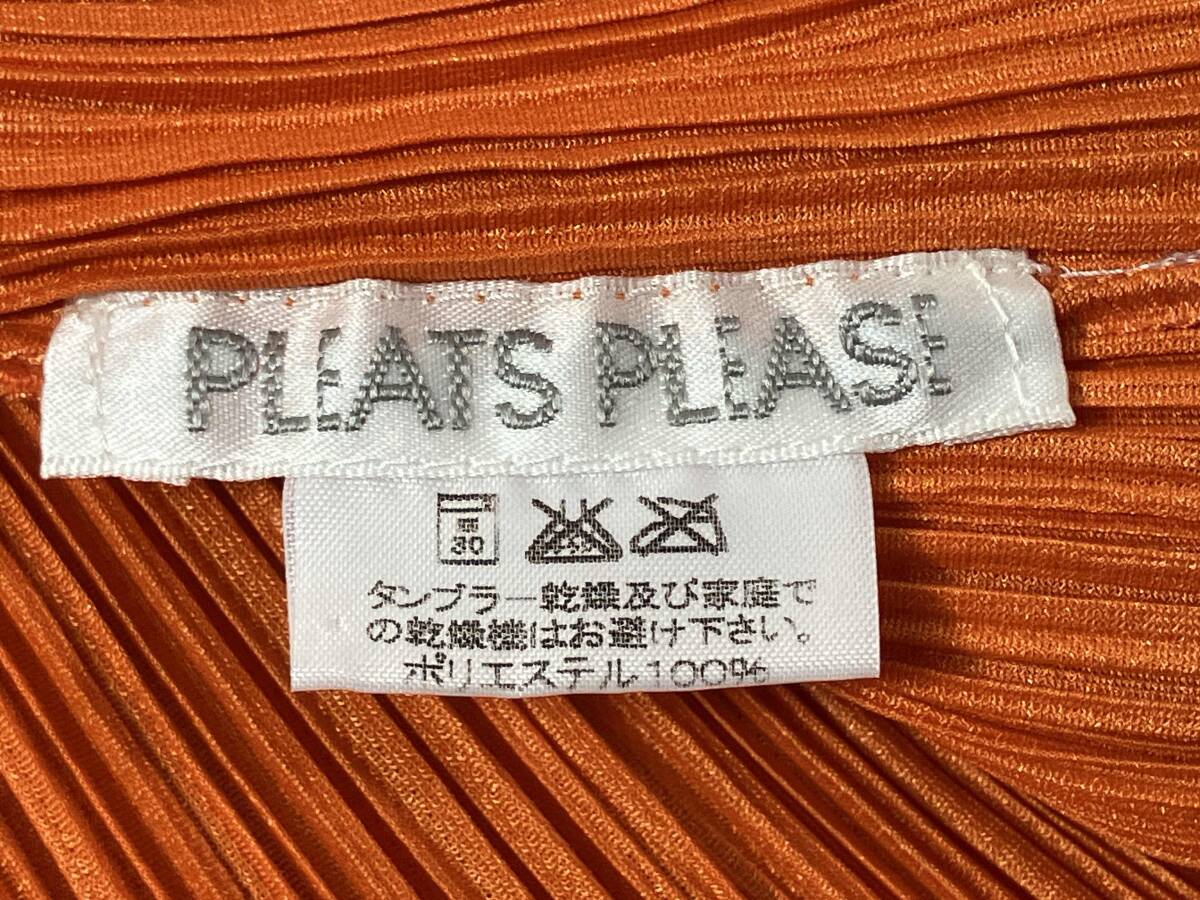 PLEATS PLEASE
30
タンブラー乾燥及び家庭で
の乾燥機はお避け下さい。
ポリエステル100%